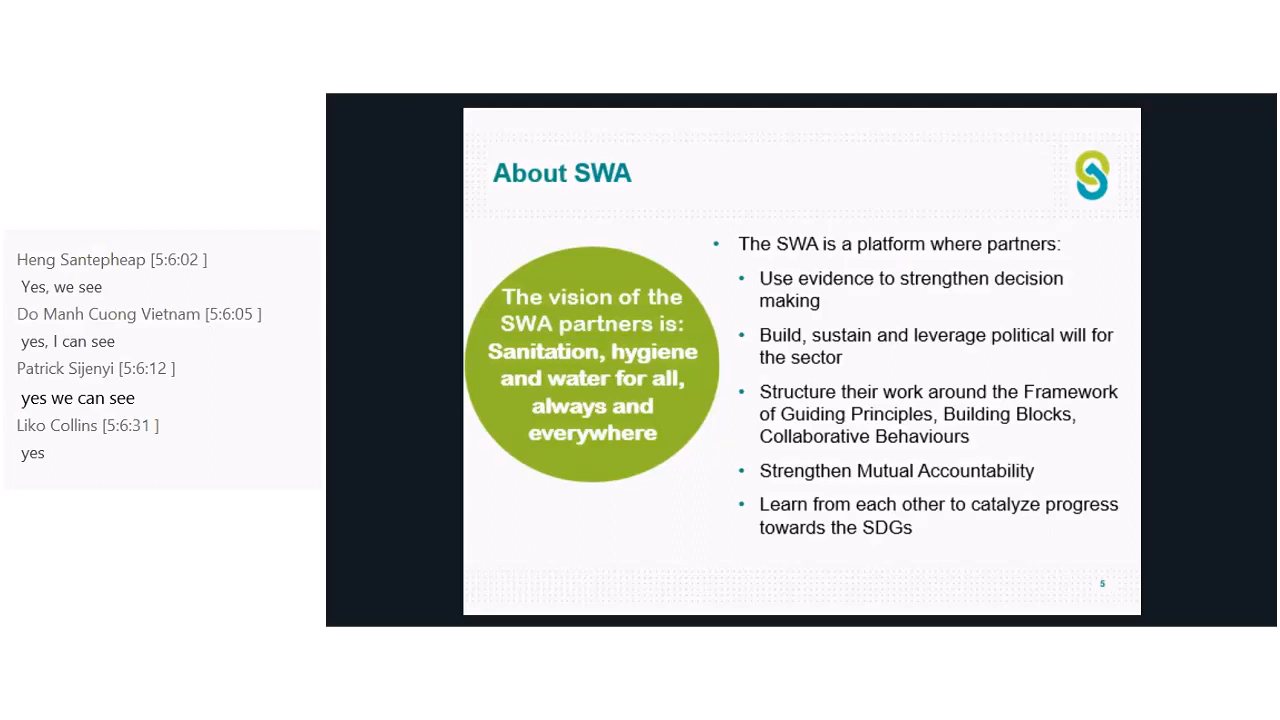 Heng Santepheap [5:6:02 ]
Yes, we see
Do Manh Cuong Vietnam [5:6:05 ]
yes, I can see
Patrick Sijenyi [5:6:12 ]
yes we can see
Liko Collins [5:6:31 ]
yes
About SWA
The vision of the
SWA partners is:
Sanitation, hygiene
and water for all,
always and
everywhere
• The SWA is a platform where partners:
• Use evidence to strengthen decision
making
• Build, sustain and leverage political will for
the sector
• Structure their work around the Framework
of Guiding Principles, Building Blocks,
Collaborative Behaviours
• Strengthen Mutual Accountability
• Learn from each other to catalyze progress
towards the SDGs
5